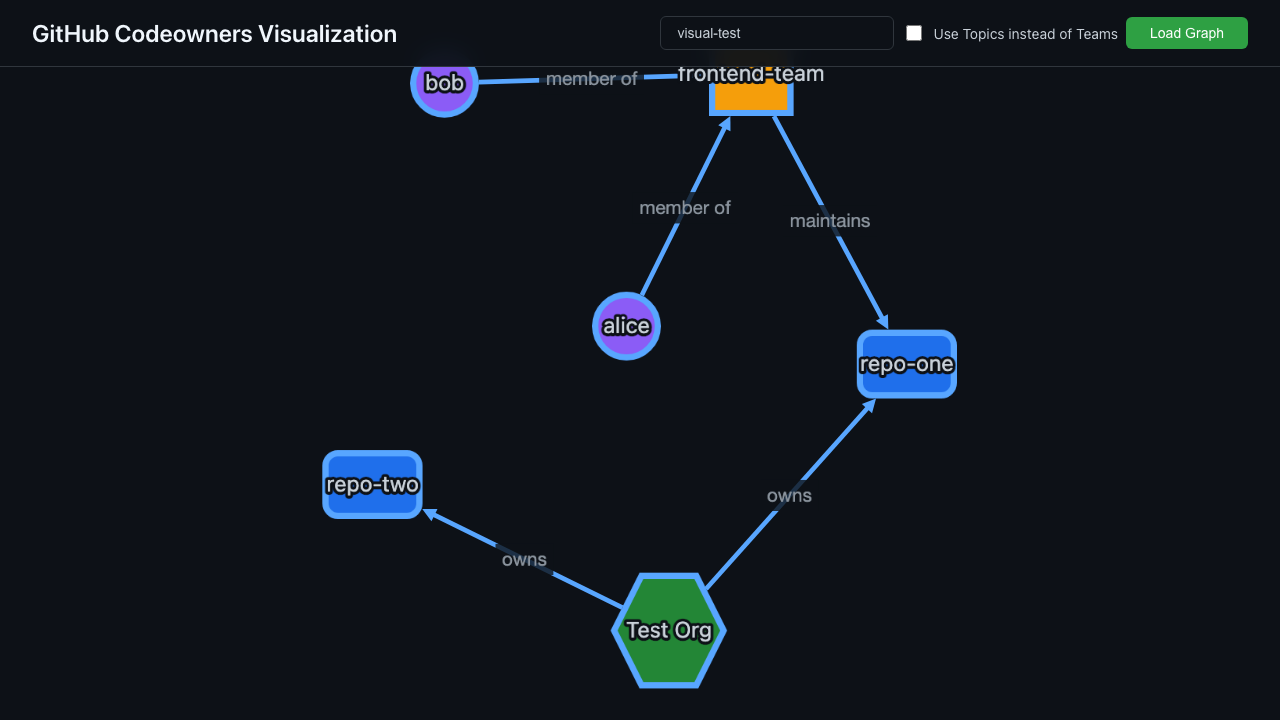 GitHub Codeowners Visualization
visual-test
Use Topics instead of Teams
Load Graph
bob
member of
frontend-team
member of
maintains
alice
repo-one
repo-two
owns
owns
Test Org